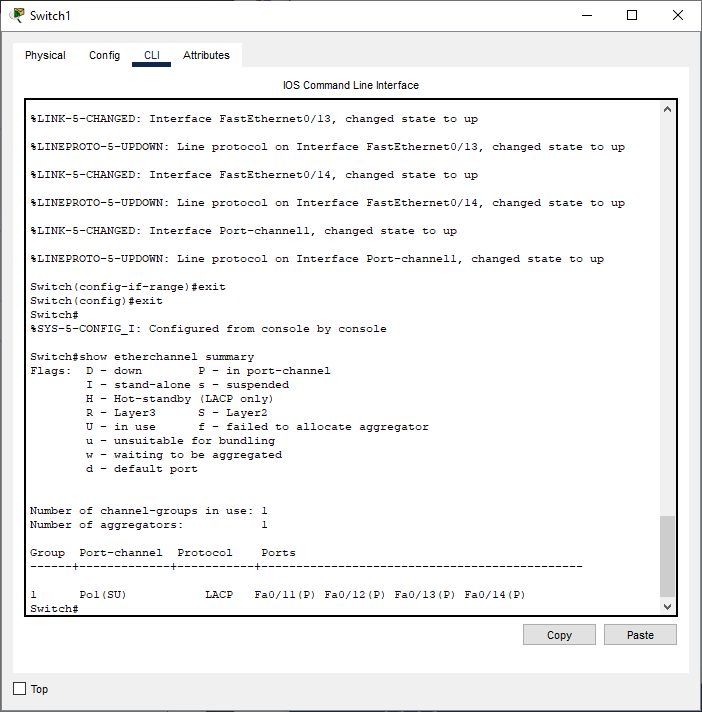 Switch1
Physical Config CLI Attributes
IOS Command Line Interface
%LINK-5-CHANGED: Interface FastEthernet0/13, changed state to up
%LINEPROTO-5-UPDOWN: Line protocol on Interface FastEthernet0/13, changed state to up
%LINK-5-CHANGED: Interface FastEthernet0/14, changed state to up
%LINEPROTO-5-UPDOWN: Line protocol on Interface FastEthernet0/14, changed state to up
%LINK-5-CHANGED: Interface Port-channel1, changed state to up
%LINEPROTO-5-UPDOWN: Line protocol on Interface Port-channel1, changed state to up
Switch(config-if-range)#exit
Switch(config)#exit
Switch#
%SYS-5-CONFIG_I: Configured from console by console
Switch#show etherchannel summary
Flags:  D - down        P - in port-channel
        I - stand-alone s - suspended
        H - Hot-standby (LACP only)
        R - Layer3      S - Layer2
        U - in use      f - failed to allocate aggregator
        u - unsuitable for bundling
        w - waiting to be aggregated
        d - default port
Number of channel-groups in use: 1
Number of aggregators:           1
Group  Port-channel  Protocol    Ports
------+-------------+-----------+----------------------------------------------
1      Po1(SU)           LACP   Fa0/11(P) Fa0/12(P) Fa0/13(P) Fa0/14(P)
Switch#
Copy Paste
Top